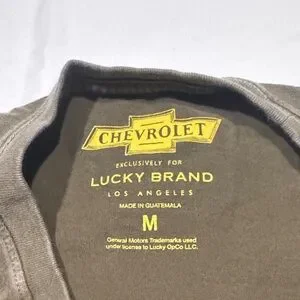 CHEVROLET
EXCLUSIVELY FOR
LUCKY BRAND
LOS ANGELES
MADE IN GUATEMALA
M
General Motors Trademarks used
under license to Lucky OpCo LLC.